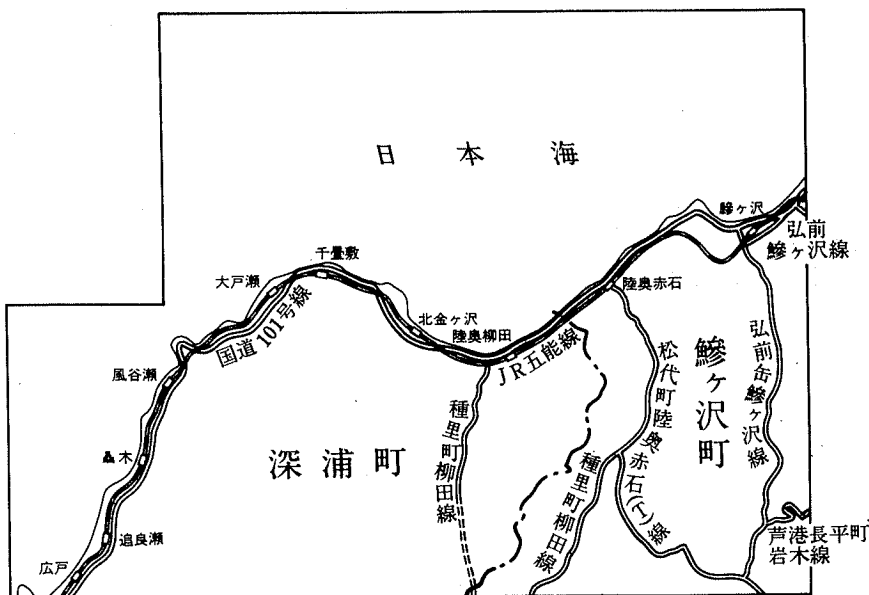 日本海
鰺ヶ沢
弘前
鰺ヶ沢線
千畳敷
大戸瀬
陸奥赤石
国道101号線
北金ヶ沢
陸奥柳田
JR五能線
風合瀬
松代町陸奥赤石(T)線
鰺ヶ沢町
弘前岳鰺ヶ沢線
種里町柳田線
深浦町
種里町柳田線
驫木
追良瀬
広戸
芦港長平町
岩木線